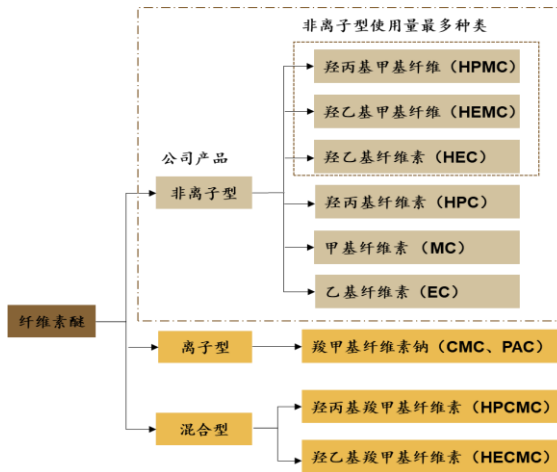 非离子型使用量最多种类
羟丙基甲基纤维（HPMC）
羟乙基甲基纤维（HEMC）
羟乙基纤维素（HEC）
公司产品
非离子型
羟丙基纤维素（HPC）
甲基纤维素（MC）
乙基纤维素（EC）
纤维素醚
离子型
羧甲基纤维素钠（CMC、PAC）
混合型
羟丙基羧甲基纤维素（HPCMC）
羟乙基羧甲基纤维素（HECMC）